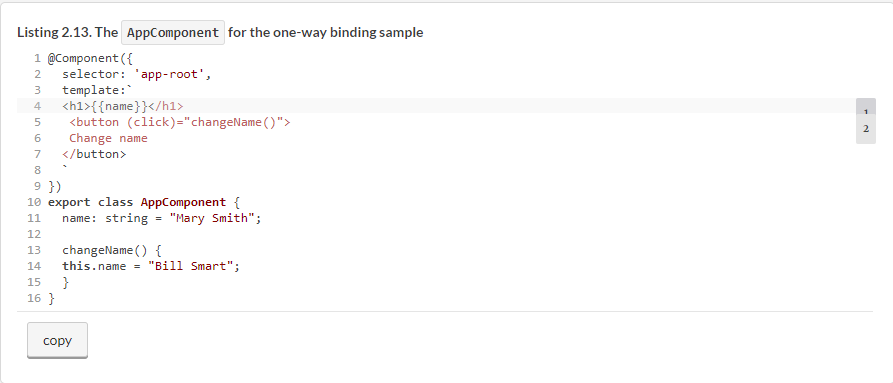 Listing 2.13. The AppComponent for the one-way binding sample
1 @Component({
2   selector: 'app-root',
3   template:`
4   <h1>{{name}}</h1>
5    <button (click)="changeName()">
6    Change name
7   </button>
8   `
9 })
10 export class AppComponent {
11   name: string = "Mary Smith";
12
13   changeName() {
14   this.name = "Bill Smart";
15   }
16 }
1
2
copy